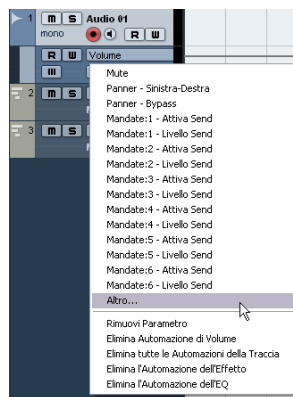 1 M S Audio 01
mono R W
R W Volume
Mute
Panner - Sinistra-Destra
2 M S
Panner - Bypass
Mandate:1 - Attiva Send
Mandate:1 - Livello Send
3 M S
Mandate:2 - Attiva Send
Mandate:2 - Livello Send
Mandate:3 - Attiva Send
Mandate:3 - Livello Send
Mandate:4 - Attiva Send
Mandate:4 - Livello Send
Mandate:5 - Attiva Send
Mandate:5 - Livello Send
Mandate:6 - Attiva Send
Mandate:6 - Livello Send
Altro...
Rimuovi Parametro
Elimina Automazione di Volume
Elimina tutte le Automazioni della Traccia
Elimina l'Automazione dell'Effetto
Elimina l'Automazione dell'EQ